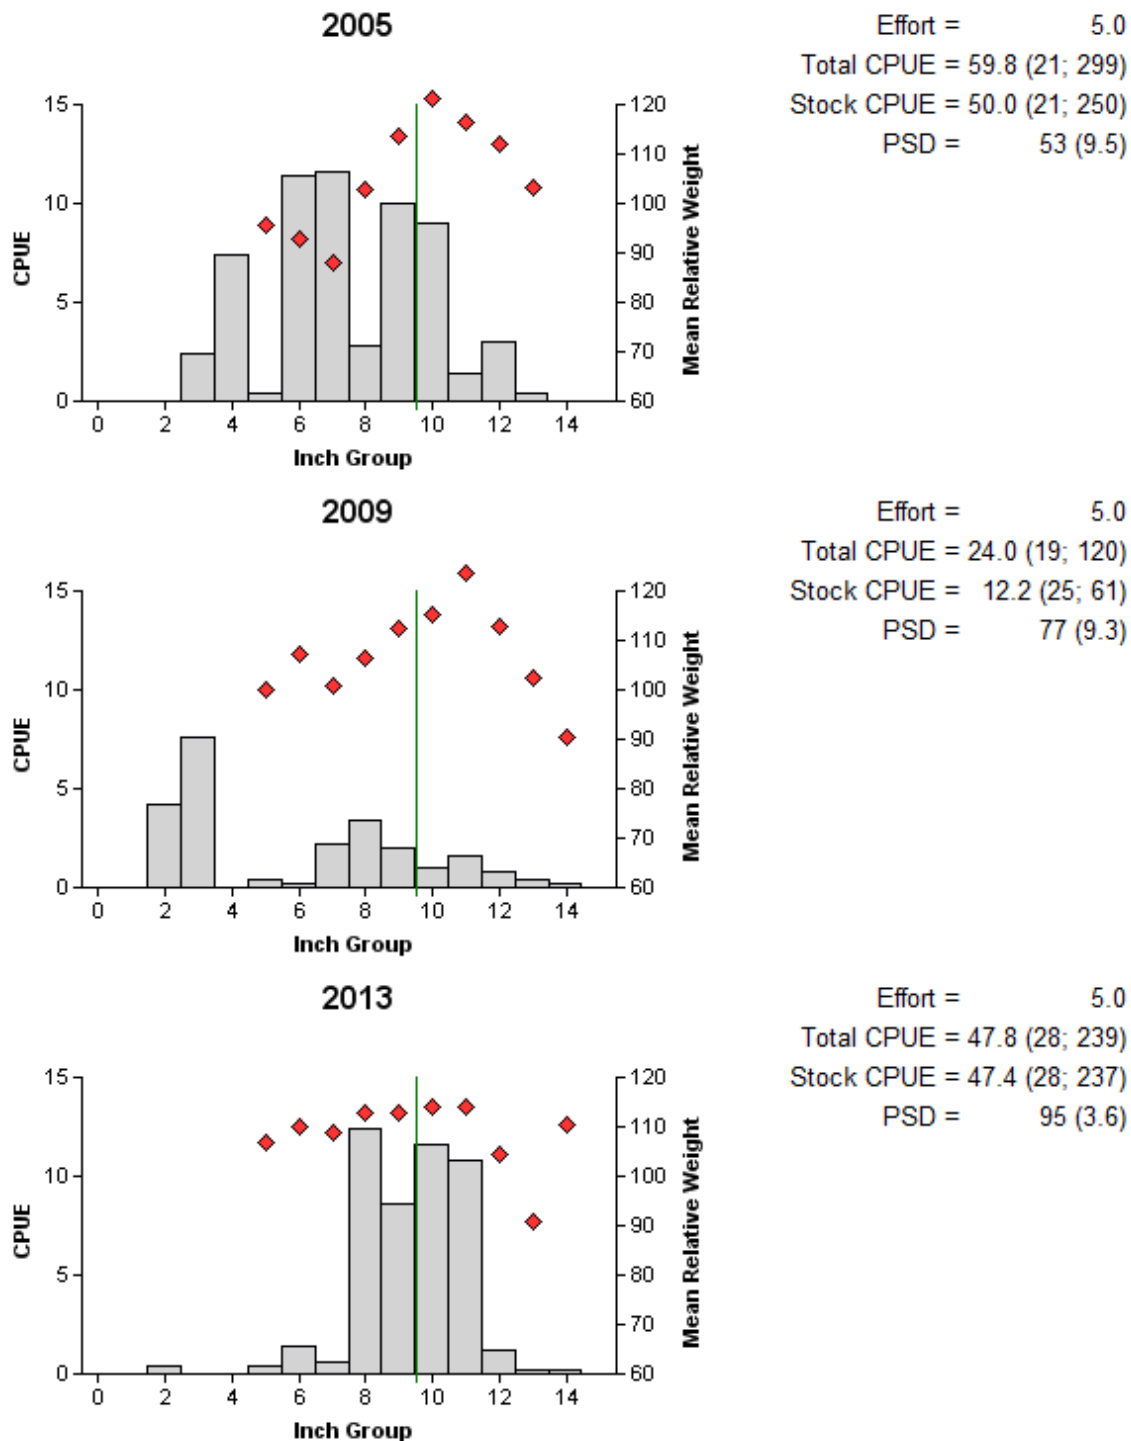 2005
Effort = 5.0
Total CPUE = 59.8 (21; 299)
Stock CPUE = 50.0 (21; 250)
PSD = 53 (9.5)
15
10
5
0
CPUE
120
110
100
90
80
70
60
Mean Relative Weight
0 2 4 6 8 10 12 14
Inch Group
2009
Effort = 5.0
Total CPUE = 24.0 (19; 120)
Stock CPUE = 12.2 (25; 61)
PSD = 77 (9.3)
15
10
5
0
CPUE
120
110
100
90
80
70
60
Mean Relative Weight
0 2 4 6 8 10 12 14
Inch Group
2013
Effort = 5.0
Total CPUE = 47.8 (28; 239)
Stock CPUE = 47.4 (28; 237)
PSD = 95 (3.6)
15
10
5
0
CPUE
120
110
100
90
80
70
60
Mean Relative Weight
0 2 4 6 8 10 12 14
Inch Group